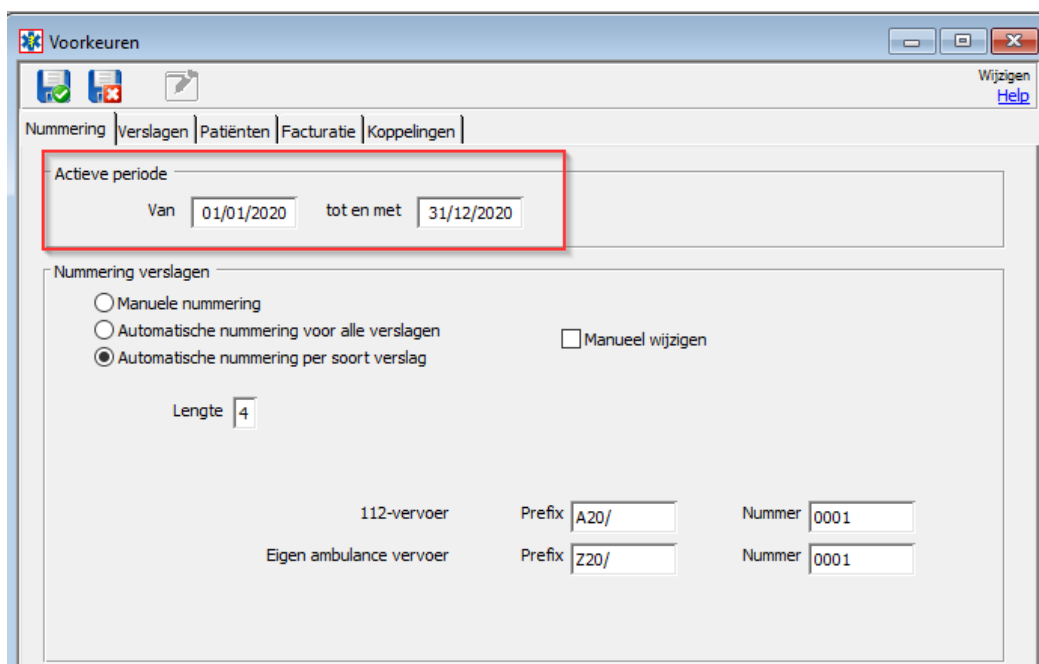 Voorkeuren
Wijzigen
Help
Nummering Verslagen Patiënten Facturatie Koppelingen
Actieve periode
Van 01/01/2020 tot en met 31/12/2020
Nummering verslagen
Manuele nummering
Automatische nummering voor alle verslagen
Manueel wijzigen
Automatische nummering per soort verslag
Lengte 4
112-vervoer Prefix A20/ Nummer 0001
Eigen ambulance vervoer Prefix Z20/ Nummer 0001